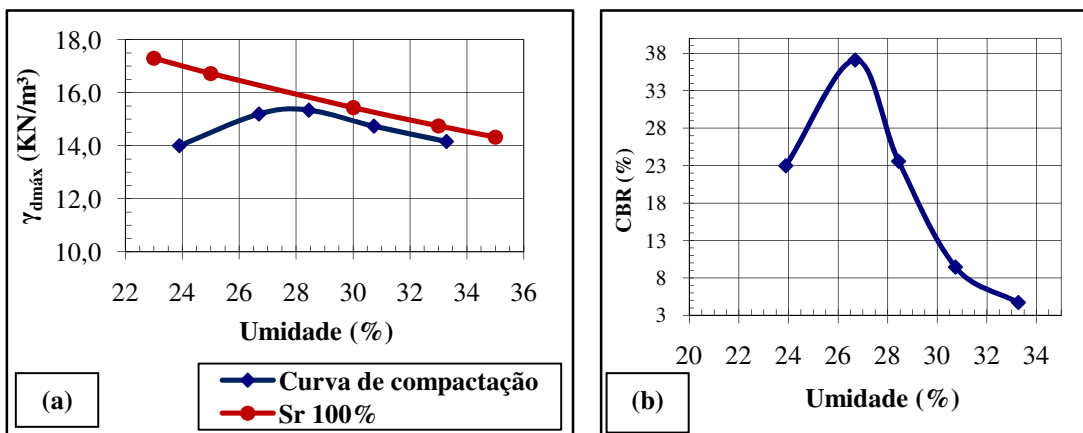 18,0
16,0
14,0
12,0
10,0
γdmáx (KN/m³)
22 24 26 28 30 32 34 36
Umidade (%)
(a)
Curva de compactação
Sr 100%
38
33
28
23
18
13
8
3
CBR (%)
20 22 24 26 28 30 32 34
Umidade (%)
(b)